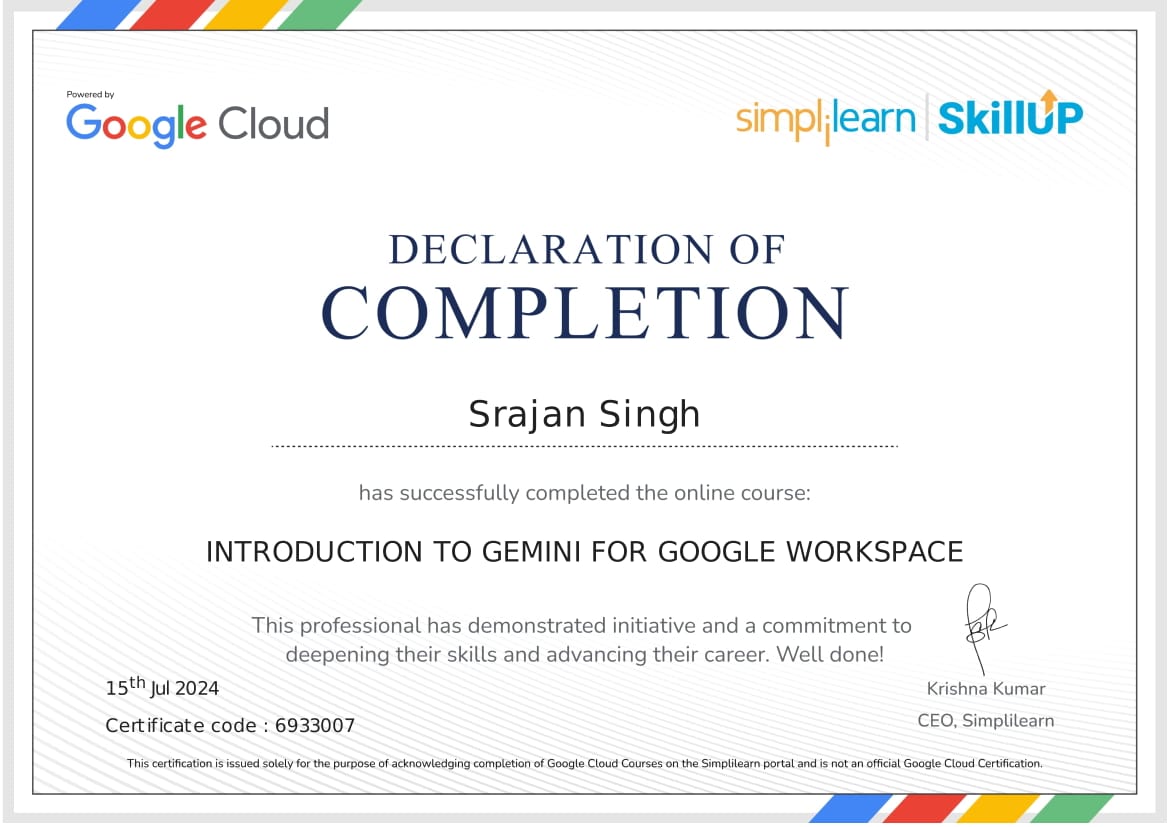 Powered by
Google Cloud
simplilearn | SkillUP
DECLARATION OF
COMPLETION
Srajan Singh
has successfully completed the online course:
INTRODUCTION TO GEMINI FOR GOOGLE WORKSPACE
This professional has demonstrated initiative and a commitment to
deepening their skills and advancing their career. Well done!
15th Jul 2024
Certificate code : 6933007
Krishna Kumar
CEO, Simplilearn
This certification is issued solely for the purpose of acknowledging completion of Google Cloud Courses on the Simplilearn portal and is not an official Google Cloud Certification.